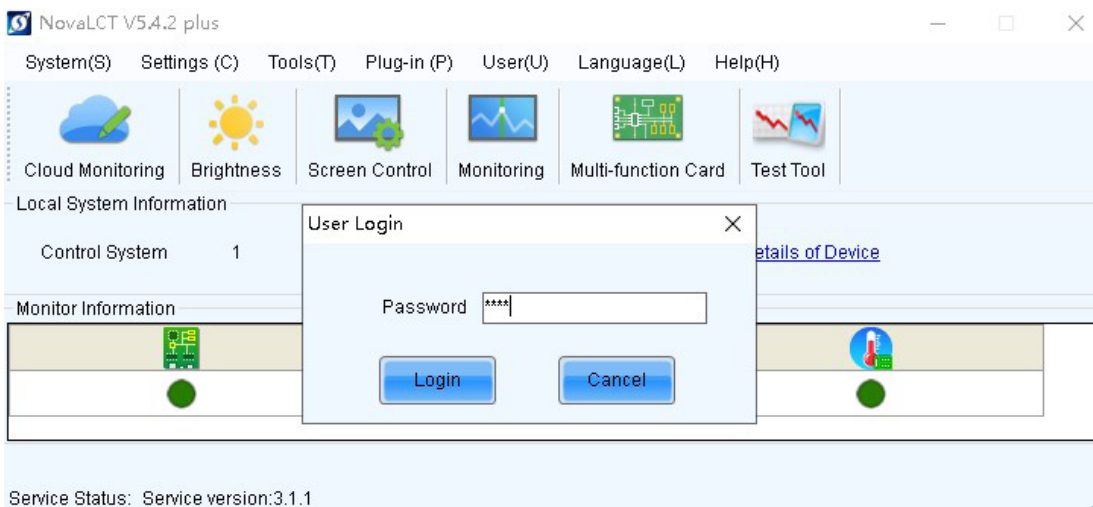 NovaLCT V5.4.2 plus
System(S) Settings (C) Tools(T) Plug-in (P) User(U) Language(L) Help(H)
Cloud Monitoring Brightness Screen Control Monitoring Multi-function Card Test Tool
Local System Information
User Login
Control System 1
etails of Device
Password ****
Monitor Information
Login Cancel
Service Status: Service version:3.1.1